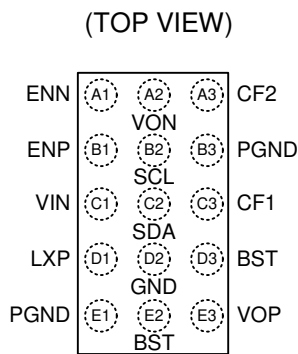 (TOP VIEW)
ENN A1 A2 A3 CF2
VON
ENP B1 B2 B3 PGND
SCL
VIN C1 C2 C3 CF1
SDA
LXP D1 D2 D3 BST
GND
PGND E1 E2 E3 VOP
BST